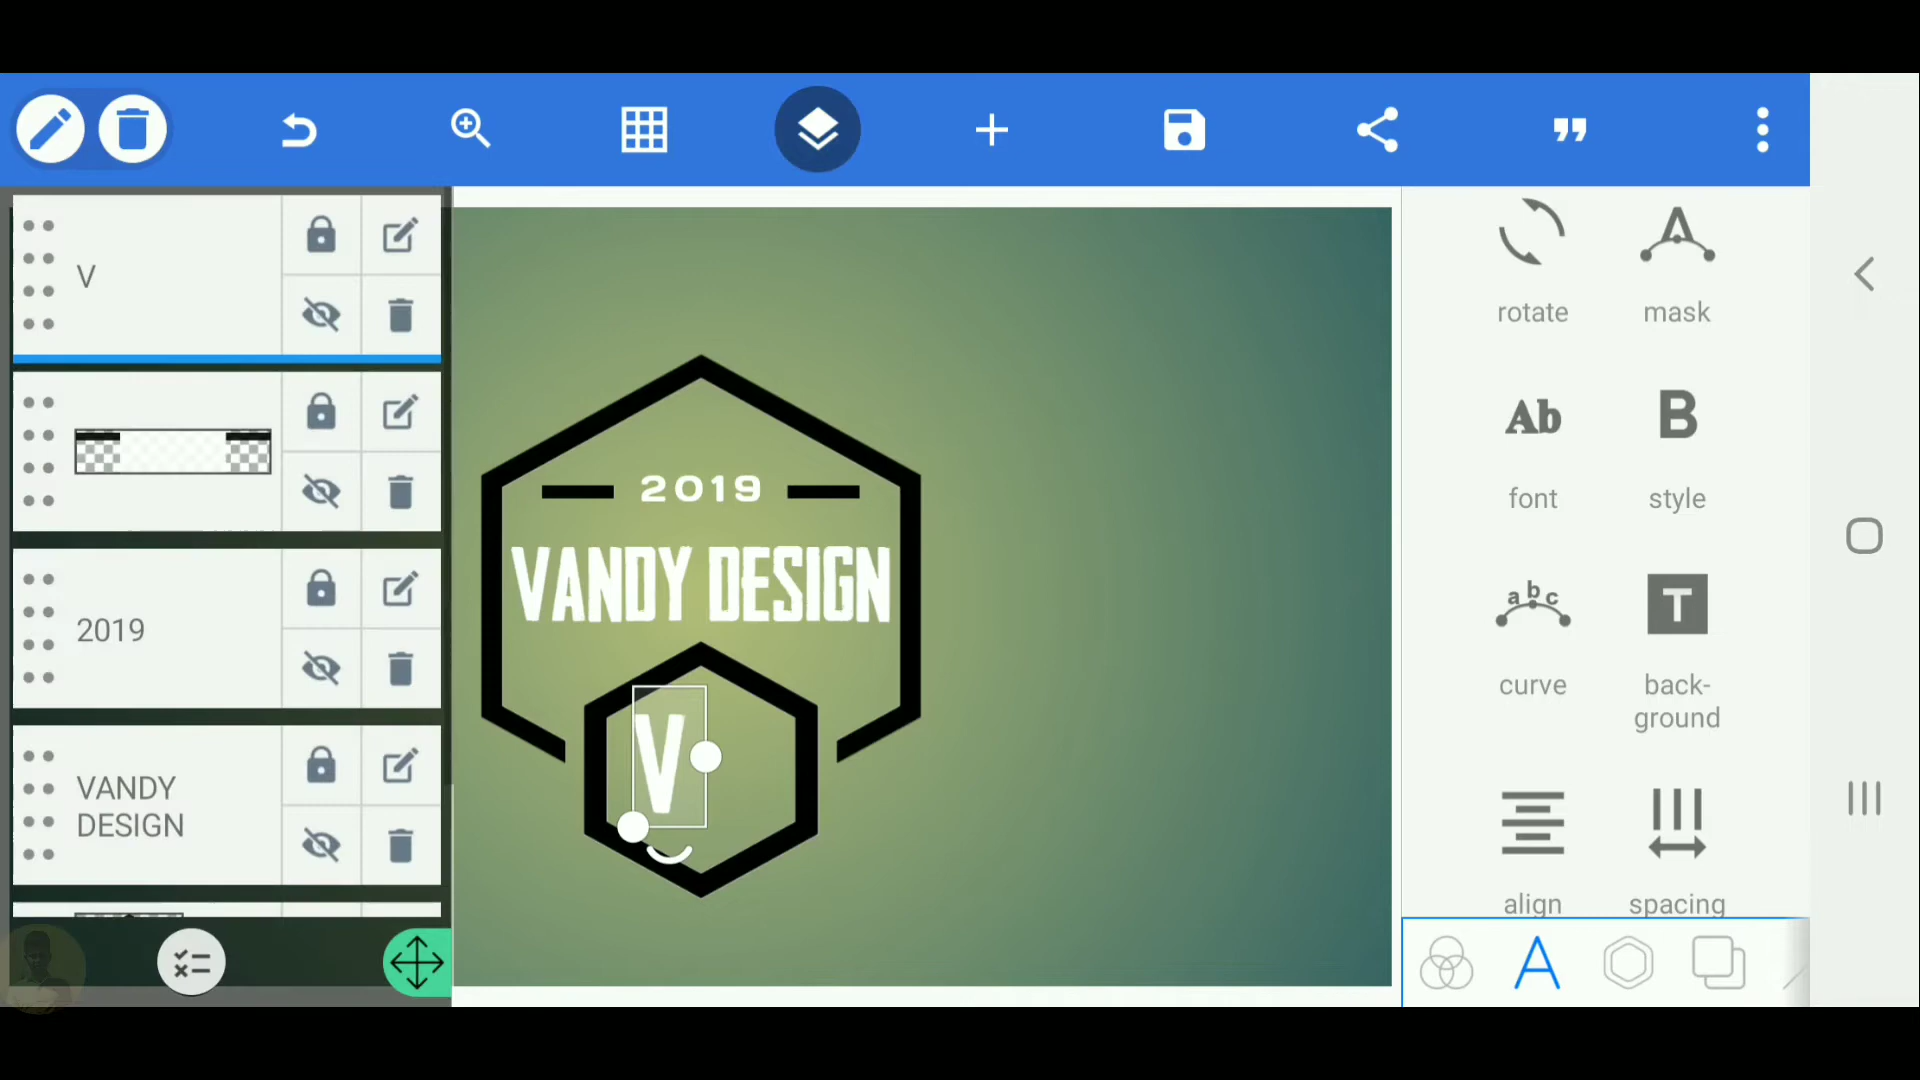 V
2019
VANDY
DESIGN
2019
VANDY DESIGN
V
rotate
mask
Ab
font
B
style
abc
curve
T
back-
ground
align
spacing
A